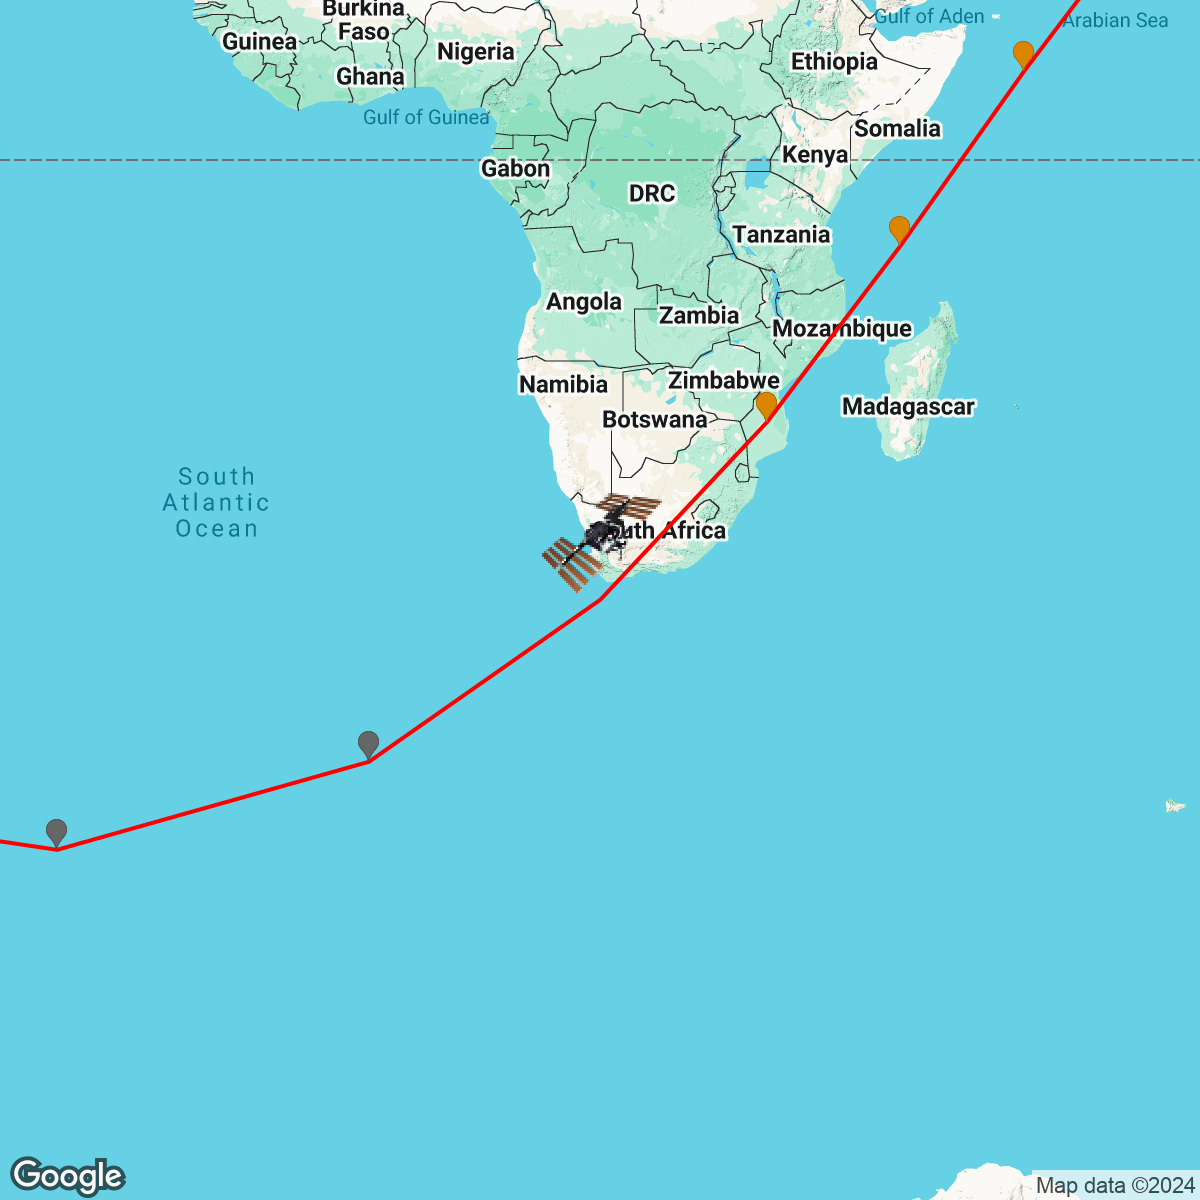 Gulf of Aden
Arabian Sea
Burkina
Faso
Guinea
Nigeria
Ghana
Ethiopia
Gulf of Guinea
Somalia
Kenya
Gabon
DRC
Tanzania
Angola
Zambia
Mozambique
Namibia
Zimbabwe
Botswana
Madagascar
South
Atlantic
Ocean
South Africa
Google
Map data ©2024